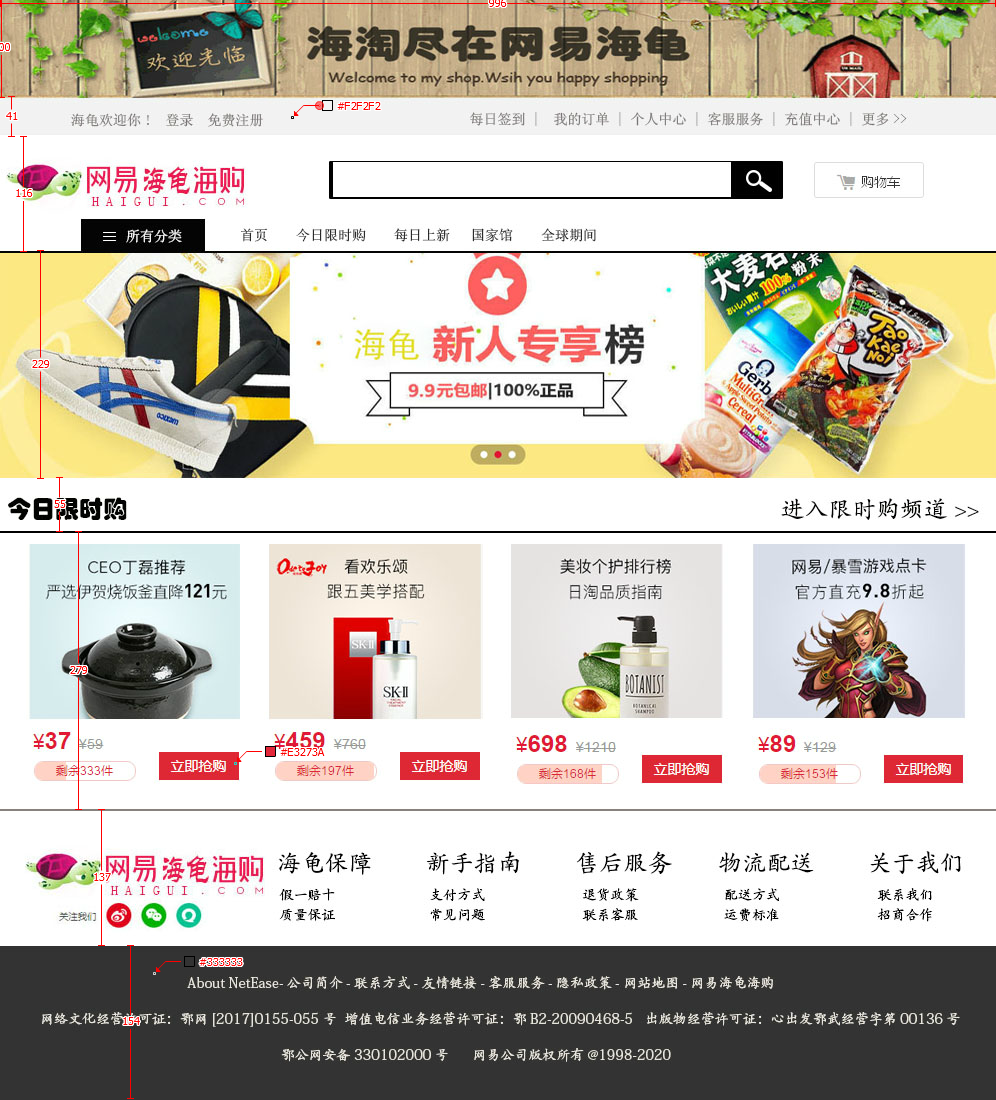 996
welcome
欢迎光临
海淘尽在网易海龟
Welcome to my shop.Wsih you happy shopping
00
#F2F2F2
41
海龟欢迎你！ 登录 免费注册
每日签到 | 我的订单 | 个人中心 | 客服服务 | 充值中心 | 更多 >>
116
网易海龟海购
HAIGUI.COM
购物车
所有分类 首页 今日限时购 每日上新 国家馆 全球期间
229
海龟 新人专享榜
9.9元包邮|100%正品
大麦若
100%
粉末
Gerb
MultiGrain
Cereal
Tao
Kae
Noi
55
今日限时购
进入限时购频道 >>
279
CEO丁磊推荐
严选伊贺烧饭釜直降121元
看欢乐颂
跟五美学搭配
SK-II
SK-II
美妆个护排行榜
日淘品质指南
BOTANIST
BOTANICAL
SHAMPOO
网易/暴雪游戏点卡
官方直充9.8折起
¥37 ¥59
剩余333件
立即抢购
#E3273A
¥459 ¥760
剩余197件
立即抢购
¥698 ¥1210
剩余168件
立即抢购
¥89 ¥129
剩余153件
立即抢购
137
网易海龟海购
HAIGUI.COM
关注我们
海龟保障
假一赔十
质量保证
新手指南
支付方式
常见问题
售后服务
退货政策
联系客服
物流配送
配送方式
运费标准
关于我们
联系我们
招商合作
#333333
154
About NetEase- 公司简介 - 联系方式 - 友情链接 - 客服服务 - 隐私政策 - 网站地图 - 网易海龟海购
网络文化经营许可证：鄂网 [2017]0155-055 号 增值电信业务经营许可证：鄂 B2-20090468-5 出版物经营许可证：心出发鄂武经营字第 00136 号
鄂公网安备 330102000 号 网易公司版权所有 @1998-2020